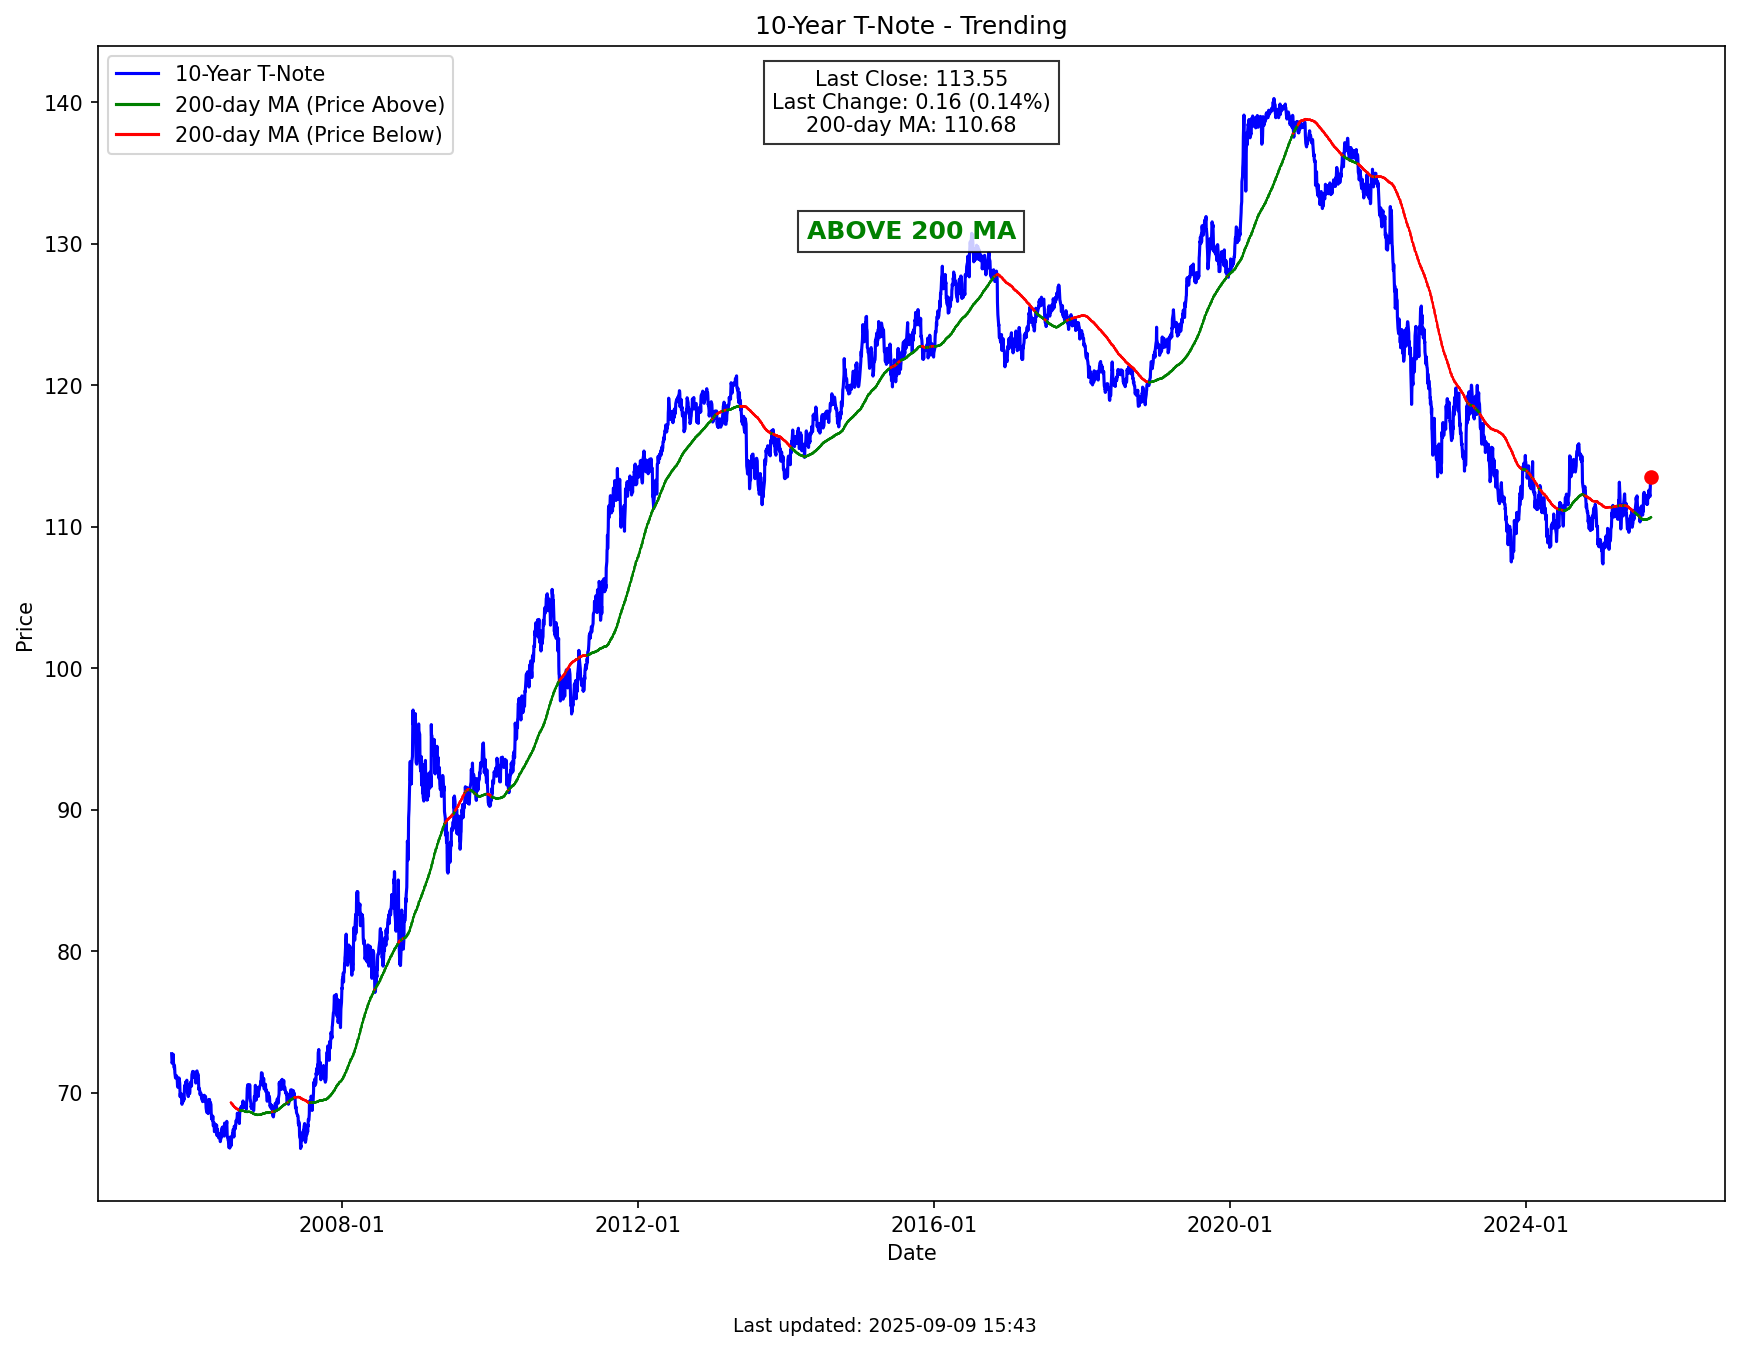 10-Year T-Note - Trending
10-Year T-Note
200-day MA (Price Above)
200-day MA (Price Below)
Last Close: 113.55
Last Change: 0.16 (0.14%)
200-day MA: 110.68
ABOVE 200 MA
Price
140
130
120
110
100
90
80
70
2008-01
2012-01
2016-01
2020-01
2024-01
Date
Last updated: 2025-09-09 15:43